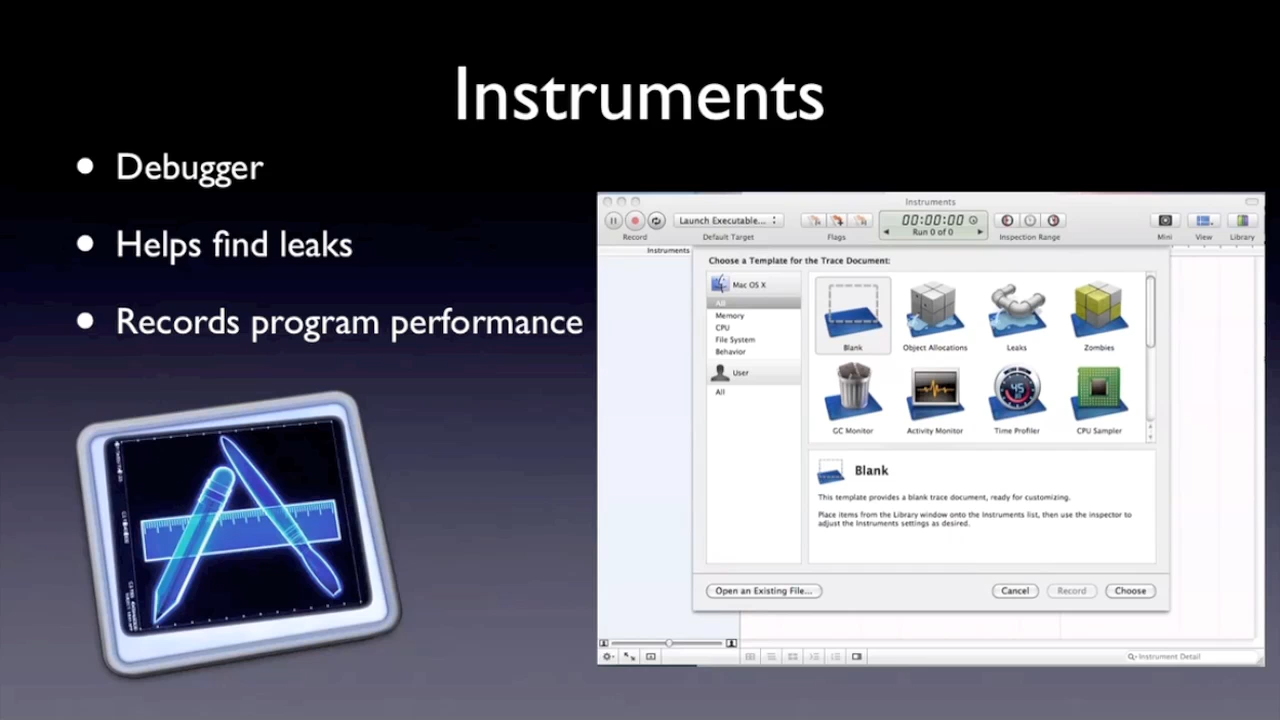 Instruments
• Debugger
• Helps find leaks
• Records program performance
Instruments
Launch Executable...
00:00:00
Run 0 of 0
Record
Default Target
Flags
Inspection Range
Mini
View
Library
Instruments
Choose a Template for the Trace Document:
Mac OS X
All
Memory
CPU
File System
Behavior
User
All
Blank
Object Allocations
Leaks
Zombies
GC Monitor
Activity Monitor
45
Time Profiler
CPU Sampler
Blank
This template provides a blank trace document, ready for customizing.
Place items from the Library window onto the Instruments list, then use the inspector to
adjust the Instruments settings as desired.
Open an Existing File...
Cancel
Record
Choose
Instrument Detail